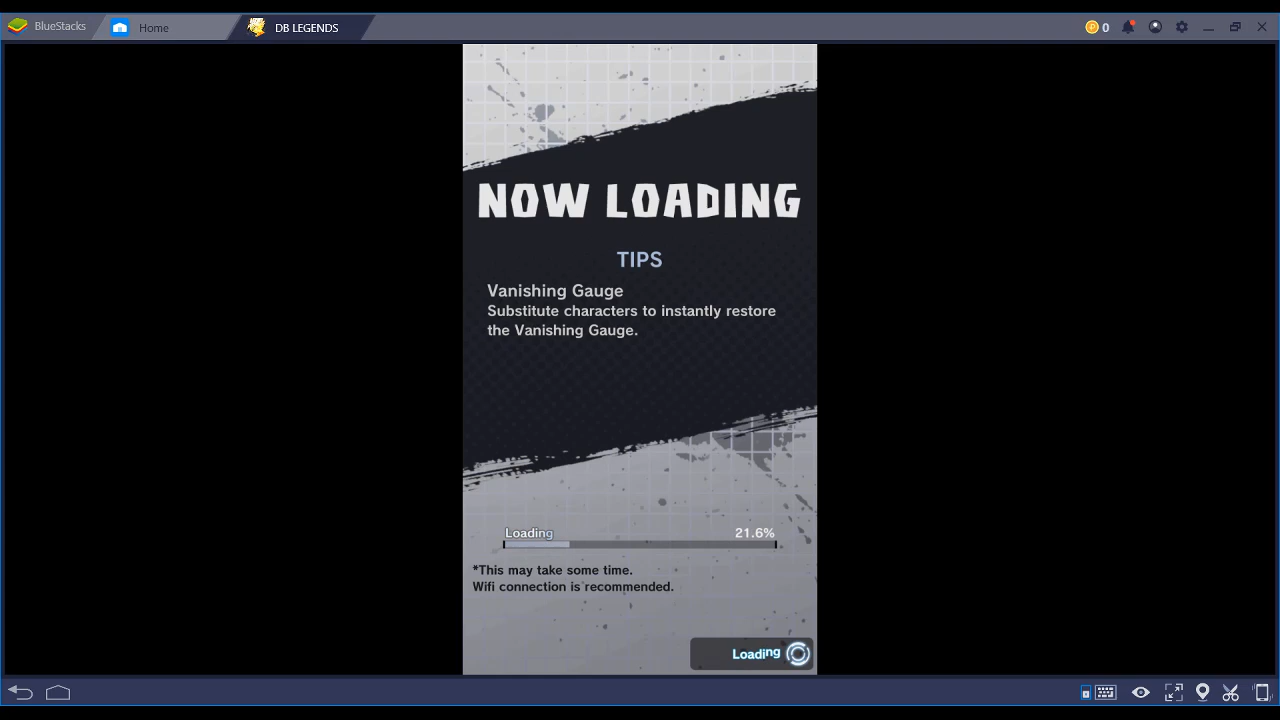 BlueStacks
Home
DB LEGENDS
0
NOW LOADING
TIPS
Vanishing Gauge
Substitute characters to instantly restore
the Vanishing Gauge.
Loading 21.6%
*This may take some time.
Wifi connection is recommended.
Loading